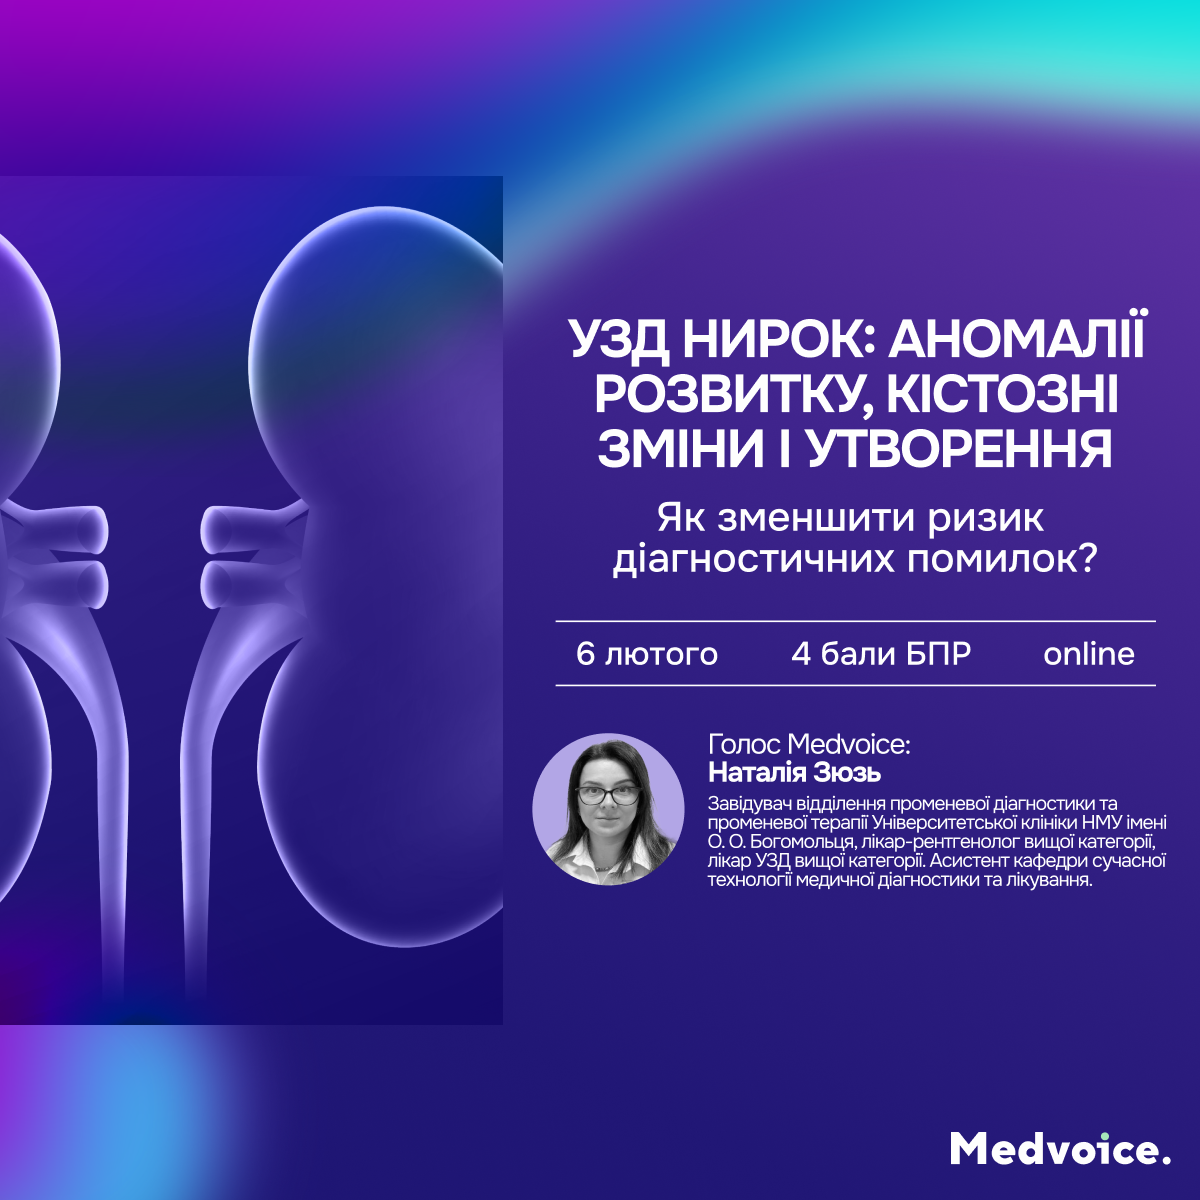 УЗД НИРОК: АНОМАЛІЇ
РОЗВИТКУ, КІСТОЗНІ
ЗМІНИ І УТВОРЕННЯ
Як зменшити ризик
діагностичних помилок?
6 лютого 4 бали БПР online
Голос Medvoice:
Наталія Зюзь
Завідувач відділення променевої діагностики та
променевої терапії Університетської клініки НМУ імені
О. О. Богомольця, лікар-рентгенолог вищої категорії,
лікар УЗД вищої категорії. Асистент кафедри сучасної
технології медичної діагностики та лікування.
Medvoice.